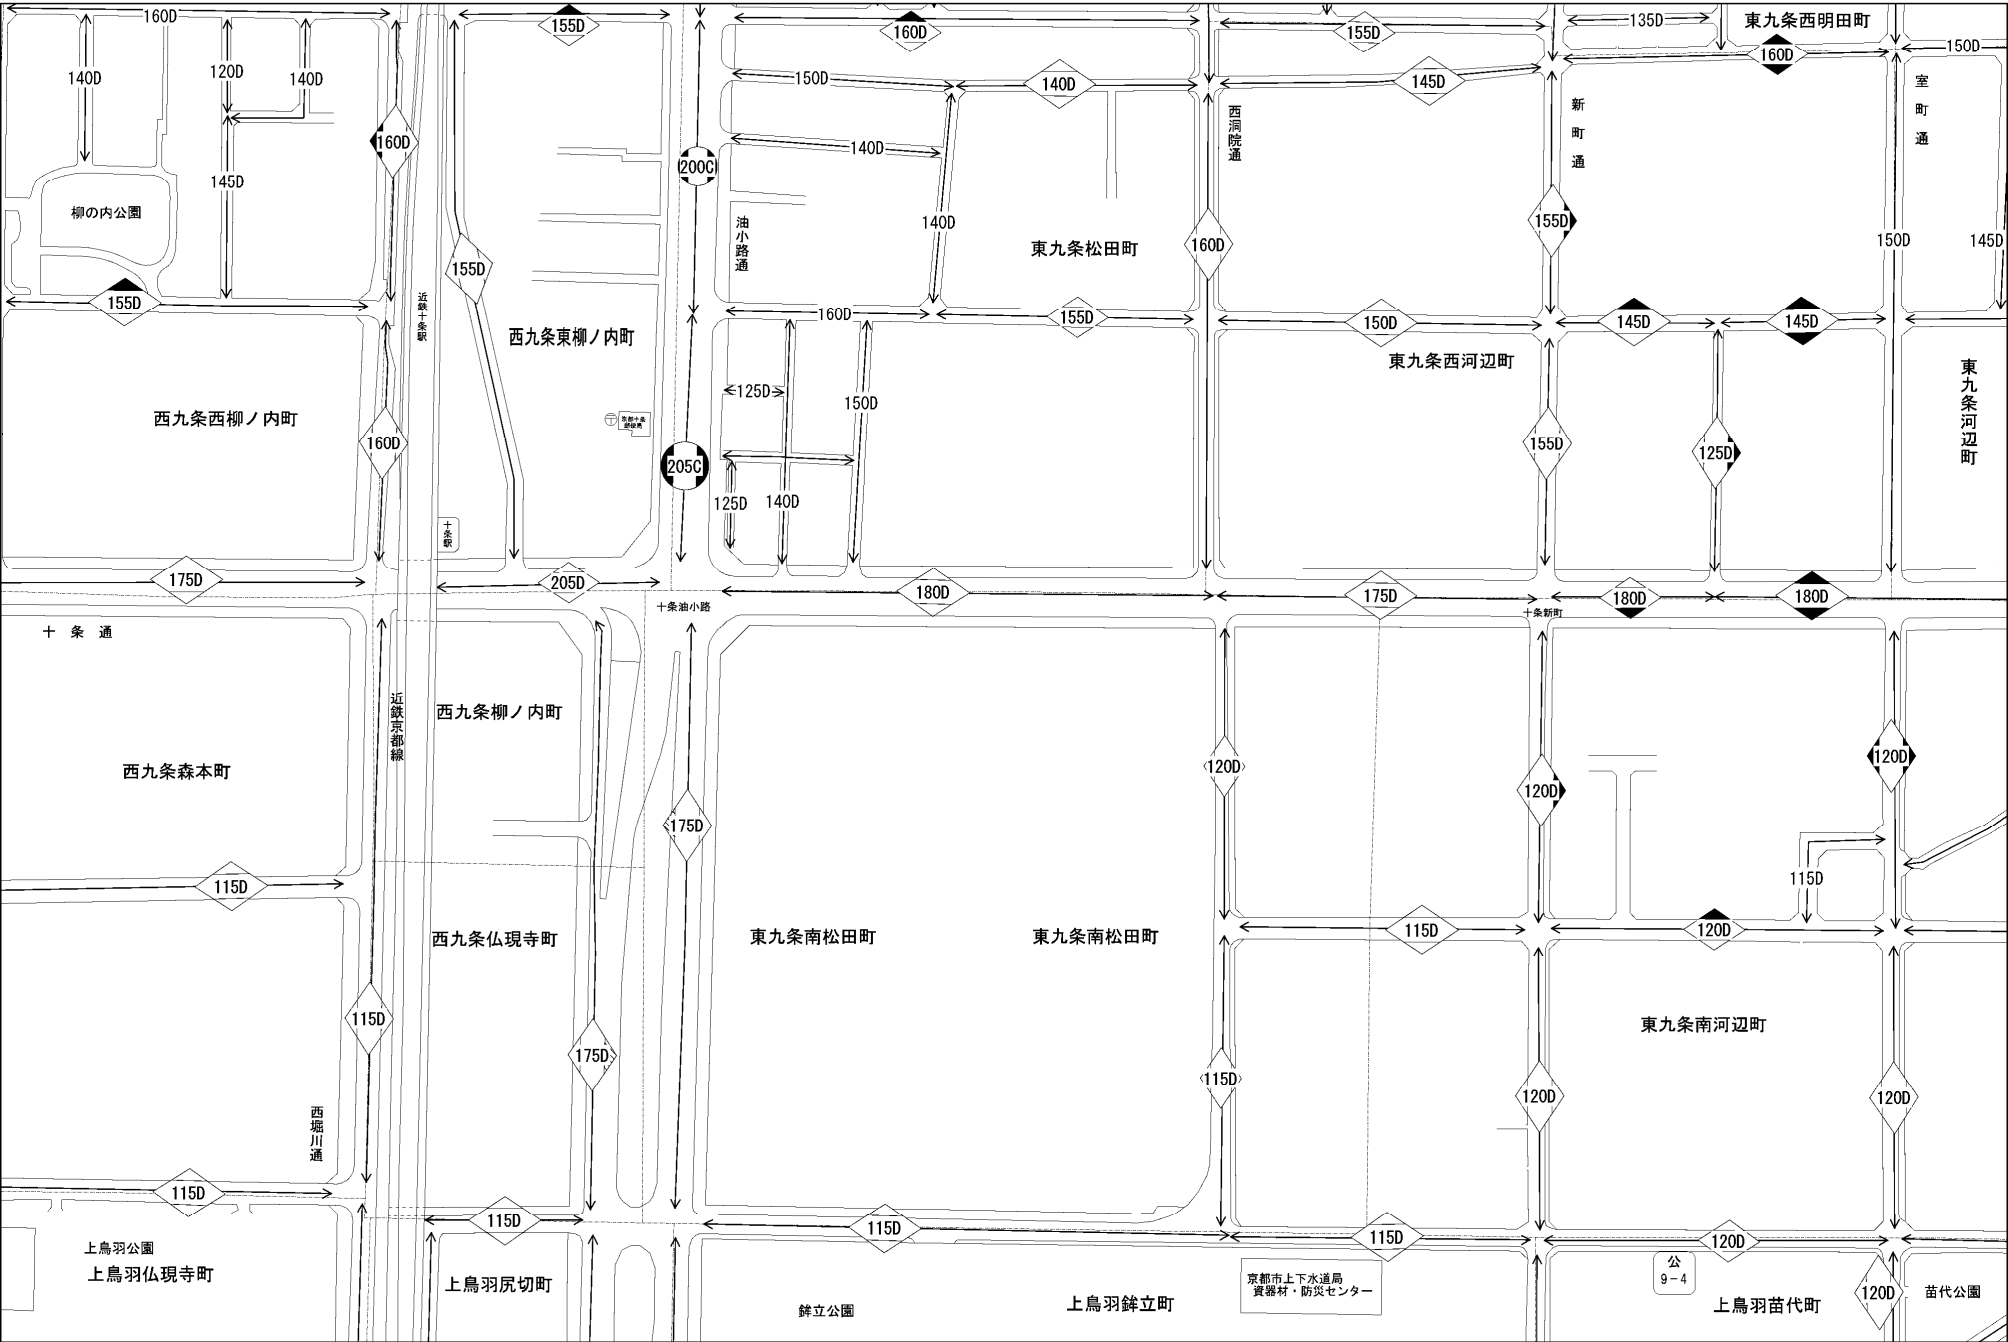 160D
155D
160D
155D
135D
東九条西明田町
160D
150D
140D
120D
140D
150D
140D
145D
160D
145D
200C
140D
140D
西洞院通
新町通
室町通
柳の内公園
155D
油小路通
東九条松田町
160D
155D
150D
145D
155D
近鉄十条駅
西九条東柳ノ内町
160D
155D
150D
145D
145D
東九条西河辺町
東九条河辺町
西九条西柳ノ内町
160D
京都十条
郵便局
205C
125D
150D
155D
125D
125D
140D
十条駅
175D
205D
180D
175D
180D
180D
十条油小路
十条新町
十条通
近鉄京都線
西九条柳ノ内町
西九条森本町
175D
120D
120D
120D
115D
115D
西九条仏現寺町
東九条南松田町
東九条南松田町
115D
120D
115D
175D
115D
120D
120D
東九条南河辺町
西堀川通
115D
115D
115D
115D
120D
上鳥羽公園
上鳥羽仏現寺町
上鳥羽尻切町
鉾立公園
上鳥羽鉾立町
京都市上下水道局
資器材・防災センター
公
9-4
上鳥羽苗代町
120D
苗代公園